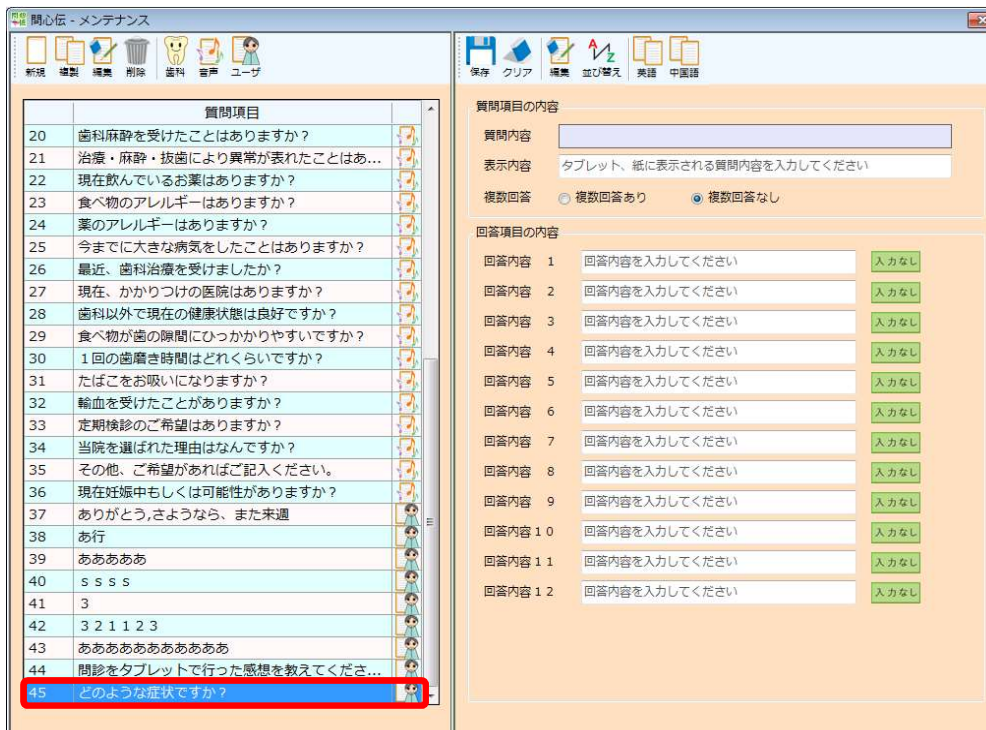 問心伝 - メンテナンス
新規 複製 編集 削除 歯科 音声 ユーザ
保存 クリア 編集 並び替え 英語 中国語
質問項目
20 歯科麻酔を受けたことはありますか？
21 治療・麻酔・抜歯により異常が表れたことはあ...
22 現在飲んでいるお薬はありますか？
23 食べ物のアレルギーはありますか？
24 薬のアレルギーはありますか？
25 今までに大きな病気をしたことはありますか？
26 最近、歯科治療を受けましたか？
27 現在、かかりつけの医院はありますか？
28 歯科以外で現在の健康状態は良好ですか？
29 食べ物が歯の隙間にひっかかりやすいですか？
30 １回の歯磨き時間はどれくらいですか？
31 たばこをお吸いになりますか？
32 輸血を受けたことがありますか？
33 定期検診のご希望はありますか？
34 当院を選ばれた理由はなんですか？
35 その他、ご希望があればご記入ください。
36 現在妊娠中もしくは可能性がありますか？
37 ありがとう,さようなら、また来週
38 あ行
39 あああああ
40 ｓｓｓｓ
41 ３
42 ３２１１２３
43 あああああああああああ
44 問診をタブレットで行った感想を教えてくださ...
45 どのような症状ですか？
質問項目の内容
質問内容
表示内容 タブレット、紙に表示される質問内容を入力してください
複数回答 複数回答あり 複数回答なし
回答項目の内容
回答内容 1 回答内容を入力してください 入力なし
回答内容 2 回答内容を入力してください 入力なし
回答内容 3 回答内容を入力してください 入力なし
回答内容 4 回答内容を入力してください 入力なし
回答内容 5 回答内容を入力してください 入力なし
回答内容 6 回答内容を入力してください 入力なし
回答内容 7 回答内容を入力してください 入力なし
回答内容 8 回答内容を入力してください 入力なし
回答内容 9 回答内容を入力してください 入力なし
回答内容１０ 回答内容を入力してください 入力なし
回答内容１１ 回答内容を入力してください 入力なし
回答内容１２ 回答内容を入力してください 入力なし